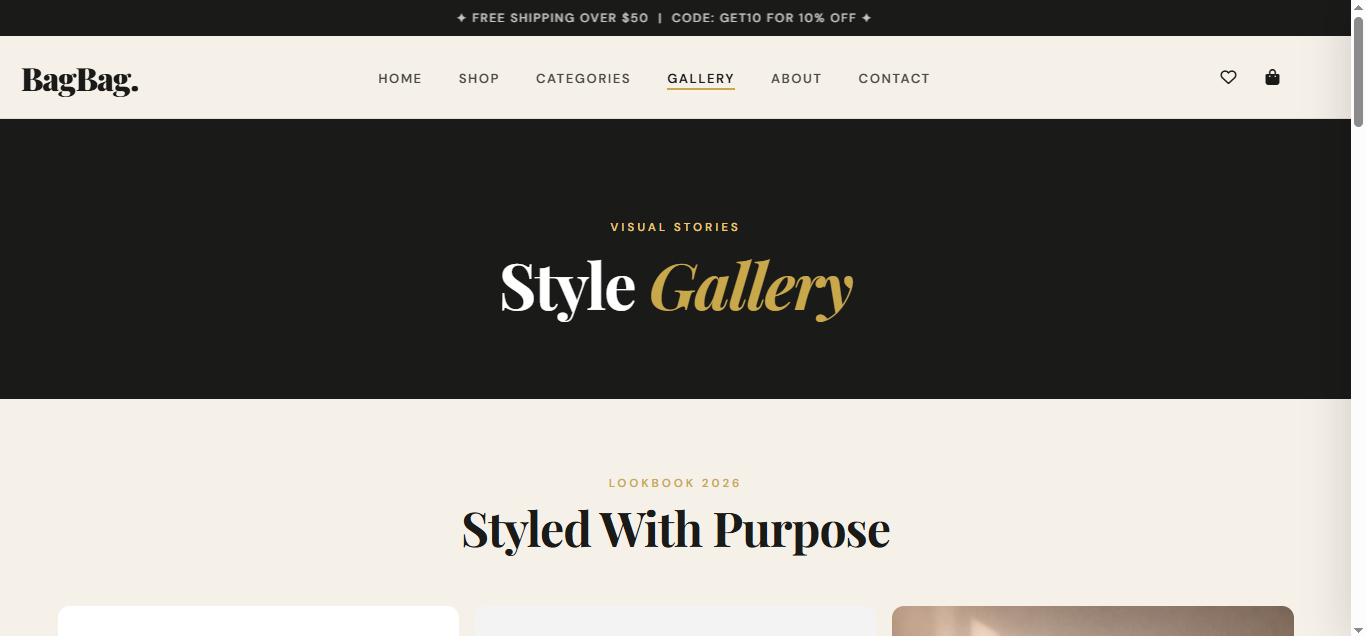 ✦ FREE SHIPPING OVER $50 | CODE: GET10 FOR 10% OFF ✦
BagBag.
HOME SHOP CATEGORIES GALLERY ABOUT CONTACT
VISUAL STORIES
Style Gallery
LOOKBOOK 2026
Styled With Purpose